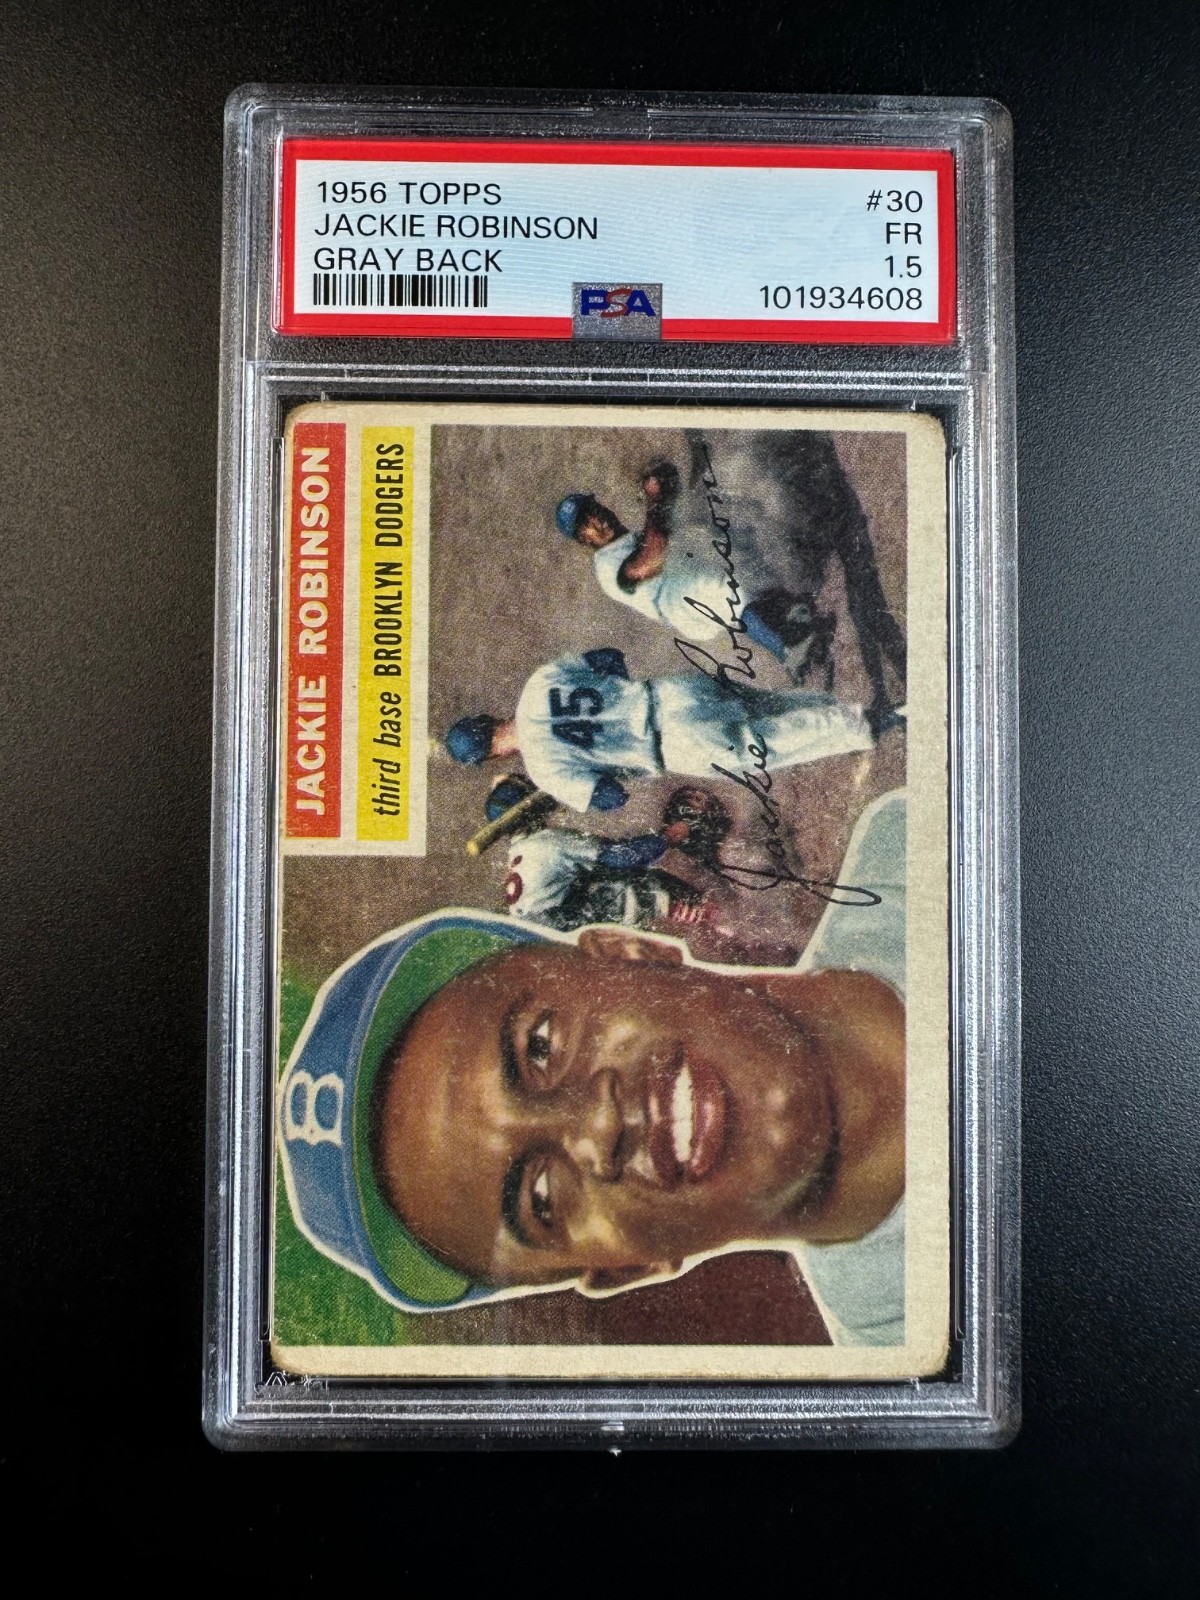 1956 TOPPS #30
JACKIE ROBINSON FR
GRAY BACK 1.5
PSA 101934608
JACKIE ROBINSON
third base BROOKLYN DODGERS
45
Jackie Robinson
B